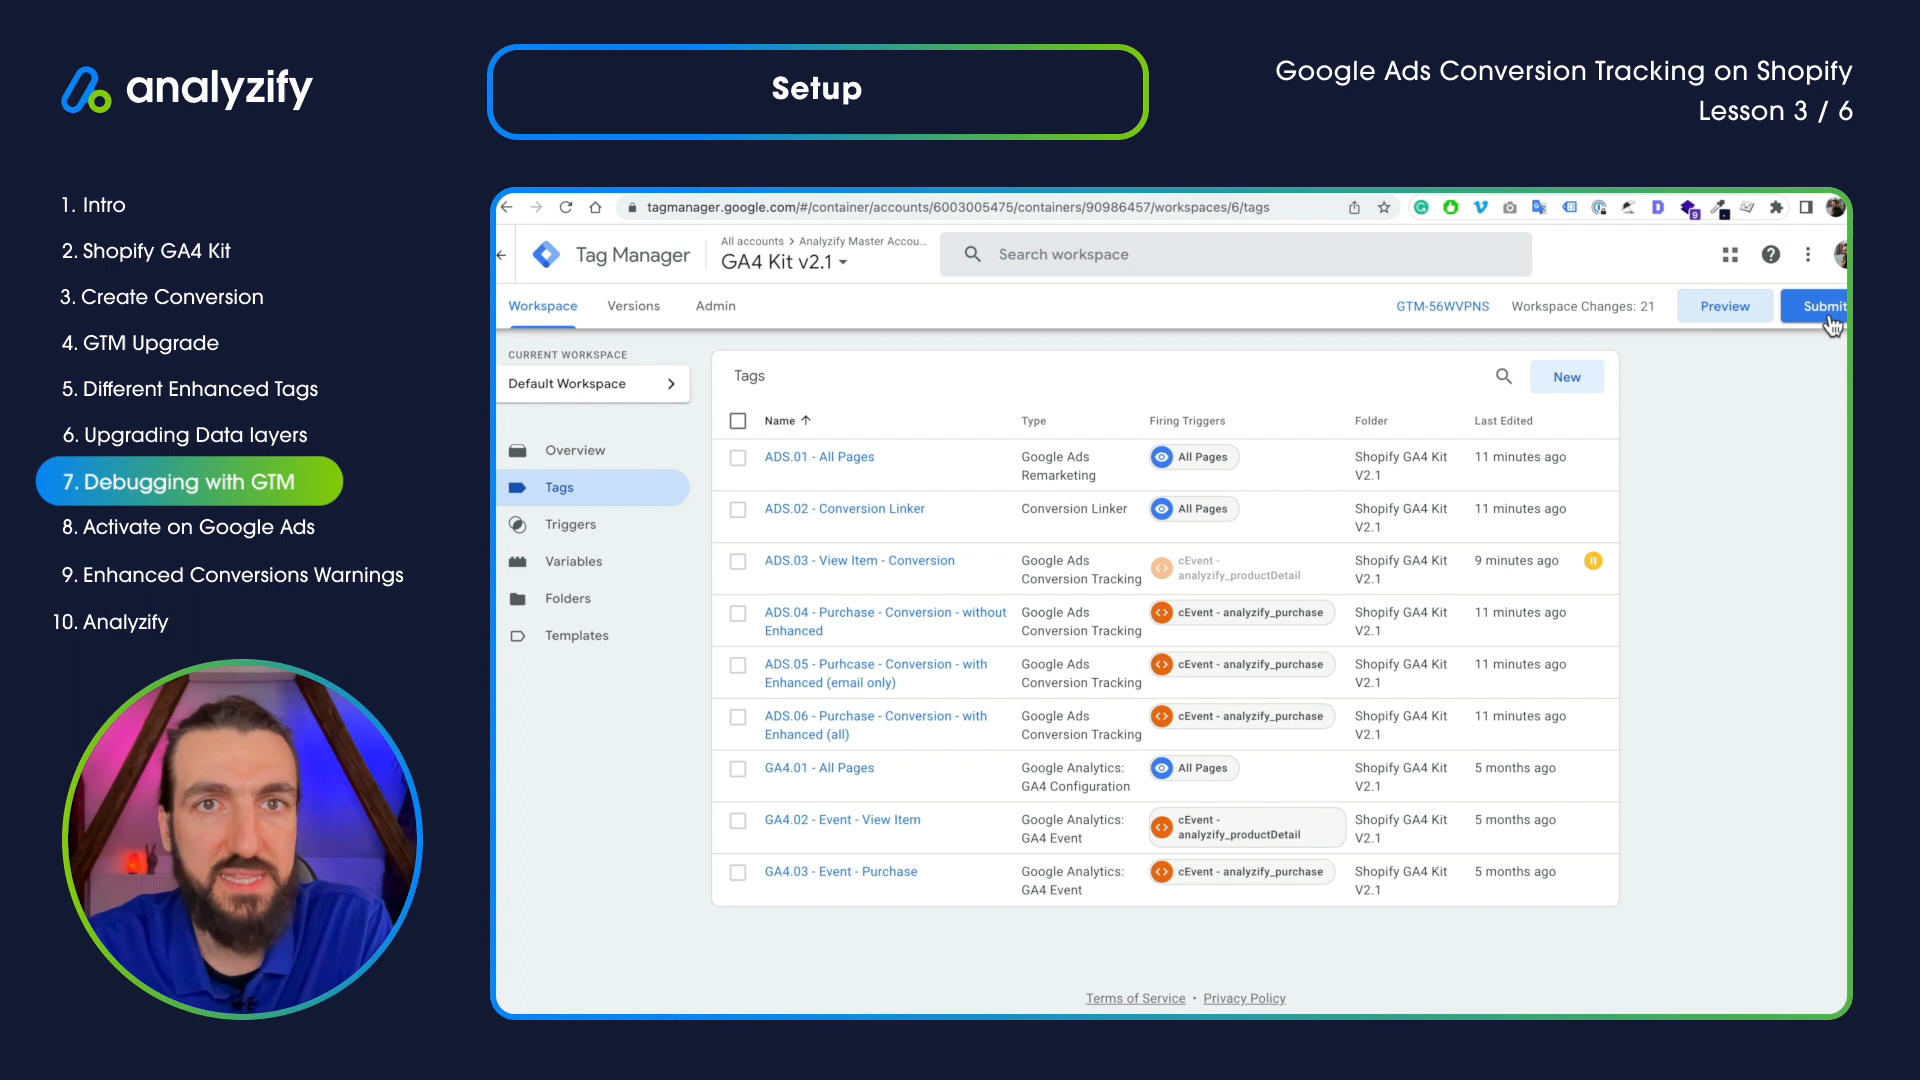 analyzify
Setup
Google Ads Conversion Tracking on Shopify
Lesson 3 / 6
1. Intro
2. Shopify GA4 Kit
3. Create Conversion
4. GTM Upgrade
5. Different Enhanced Tags
6. Upgrading Data layers
7. Debugging with GTM
8. Activate on Google Ads
9. Enhanced Conversions Warnings
10. Analyzify
tagmanager.google.com/#/container/accounts/6003005475/containers/90986457/workspaces/6/tags
9
Tag Manager
All accounts > Analyzify Master Accou...
GA4 Kit v2.1
Search workspace
Workspace Versions Admin
GTM-56WVPNS Workspace Changes: 21 Preview Submit
CURRENT WORKSPACE
Default Workspace
Overview
Tags
Triggers
Variables
Folders
Templates
Tags
New
Name Type Firing Triggers Folder Last Edited
ADS.01 - All Pages Google Ads All Pages Shopify GA4 Kit 11 minutes ago
Remarketing V2.1
ADS.02 - Conversion Linker Conversion Linker All Pages Shopify GA4 Kit 11 minutes ago
V2.1
ADS.03 - View Item - Conversion Google Ads cEvent - Shopify GA4 Kit 9 minutes ago
Conversion Tracking analyzify_productDetail V2.1
ADS.04 - Purchase - Conversion - without Google Ads cEvent - analyzify_purchase Shopify GA4 Kit 11 minutes ago
Enhanced Conversion Tracking V2.1
ADS.05 - Purhcase - Conversion - with Google Ads cEvent - analyzify_purchase Shopify GA4 Kit 11 minutes ago
Enhanced (email only) Conversion Tracking V2.1
ADS.06 - Purchase - Conversion - with Google Ads cEvent - analyzify_purchase Shopify GA4 Kit 11 minutes ago
Enhanced (all) Conversion Tracking V2.1
GA4.01 - All Pages Google Analytics: All Pages Shopify GA4 Kit 5 months ago
GA4 Configuration V2.1
GA4.02 - Event - View Item Google Analytics: cEvent - Shopify GA4 Kit 5 months ago
GA4 Event analyzify_productDetail V2.1
GA4.03 - Event - Purchase Google Analytics: cEvent - analyzify_purchase Shopify GA4 Kit 5 months ago
GA4 Event V2.1
Terms of Service • Privacy Policy